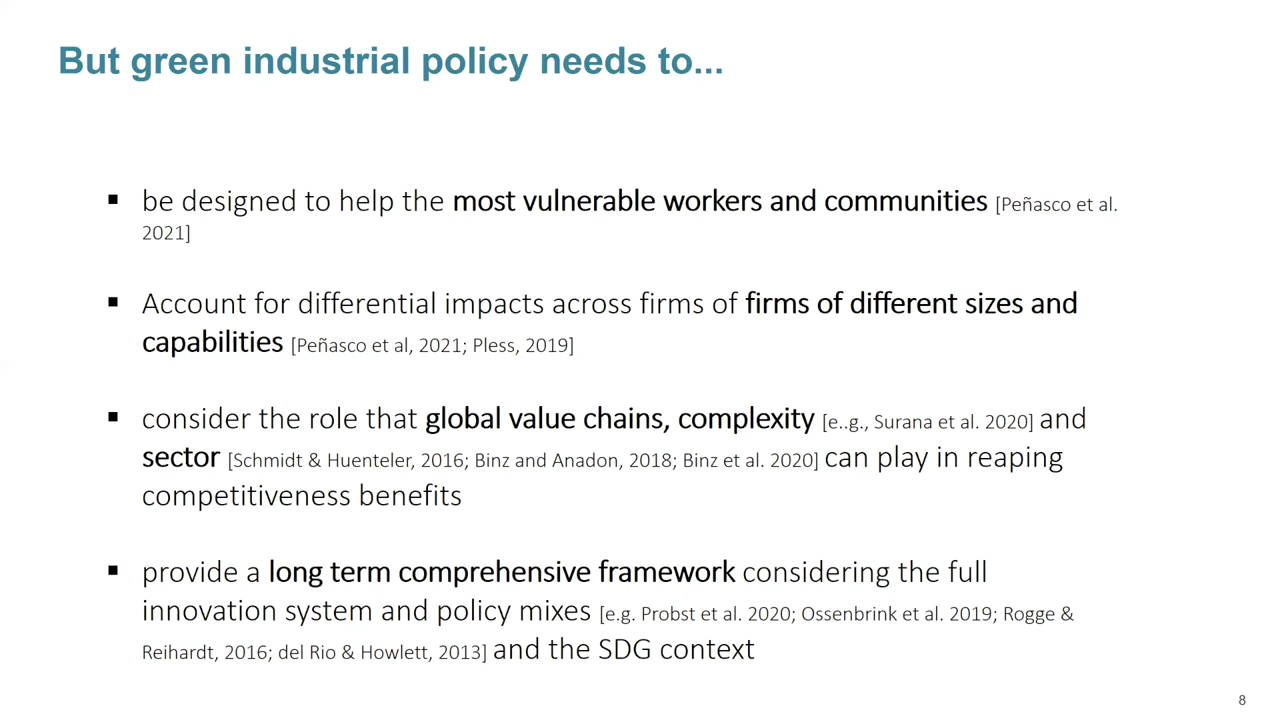 But green industrial policy needs to...
▪ be designed to help the most vulnerable workers and communities [Peñasco et al.
2021]
▪ Account for differential impacts across firms of firms of different sizes and
capabilities [Peñasco et al, 2021; Pless, 2019]
▪ consider the role that global value chains, complexity [e..g., Surana et al. 2020] and
sector [Schmidt & Huenteler, 2016; Binz and Anadon, 2018; Binz et al. 2020] can play in reaping
competitiveness benefits
▪ provide a long term comprehensive framework considering the full
innovation system and policy mixes [e.g. Probst et al. 2020; Ossenbrink et al. 2019; Rogge &
Reihardt, 2016; del Rio & Howlett, 2013] and the SDG context
8